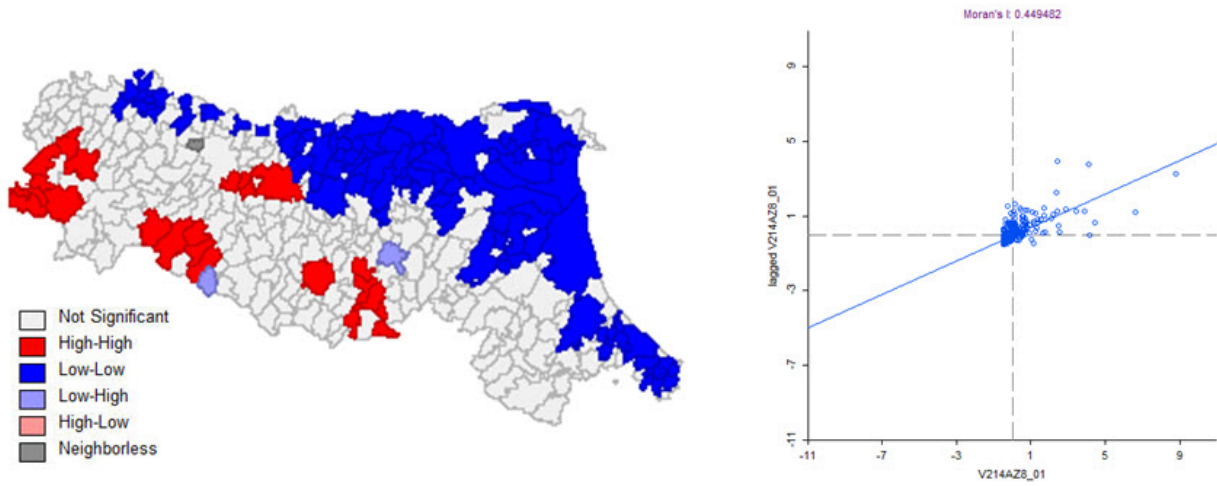 Not Significant
High-High
Low-Low
Low-High
High-Low
Neighborless
Moran's I: 0.449482
lagged V214AZ8_01
9
5
1
-3
-7
-11
-11
-7
-3
1
5
9
V214AZ8_01